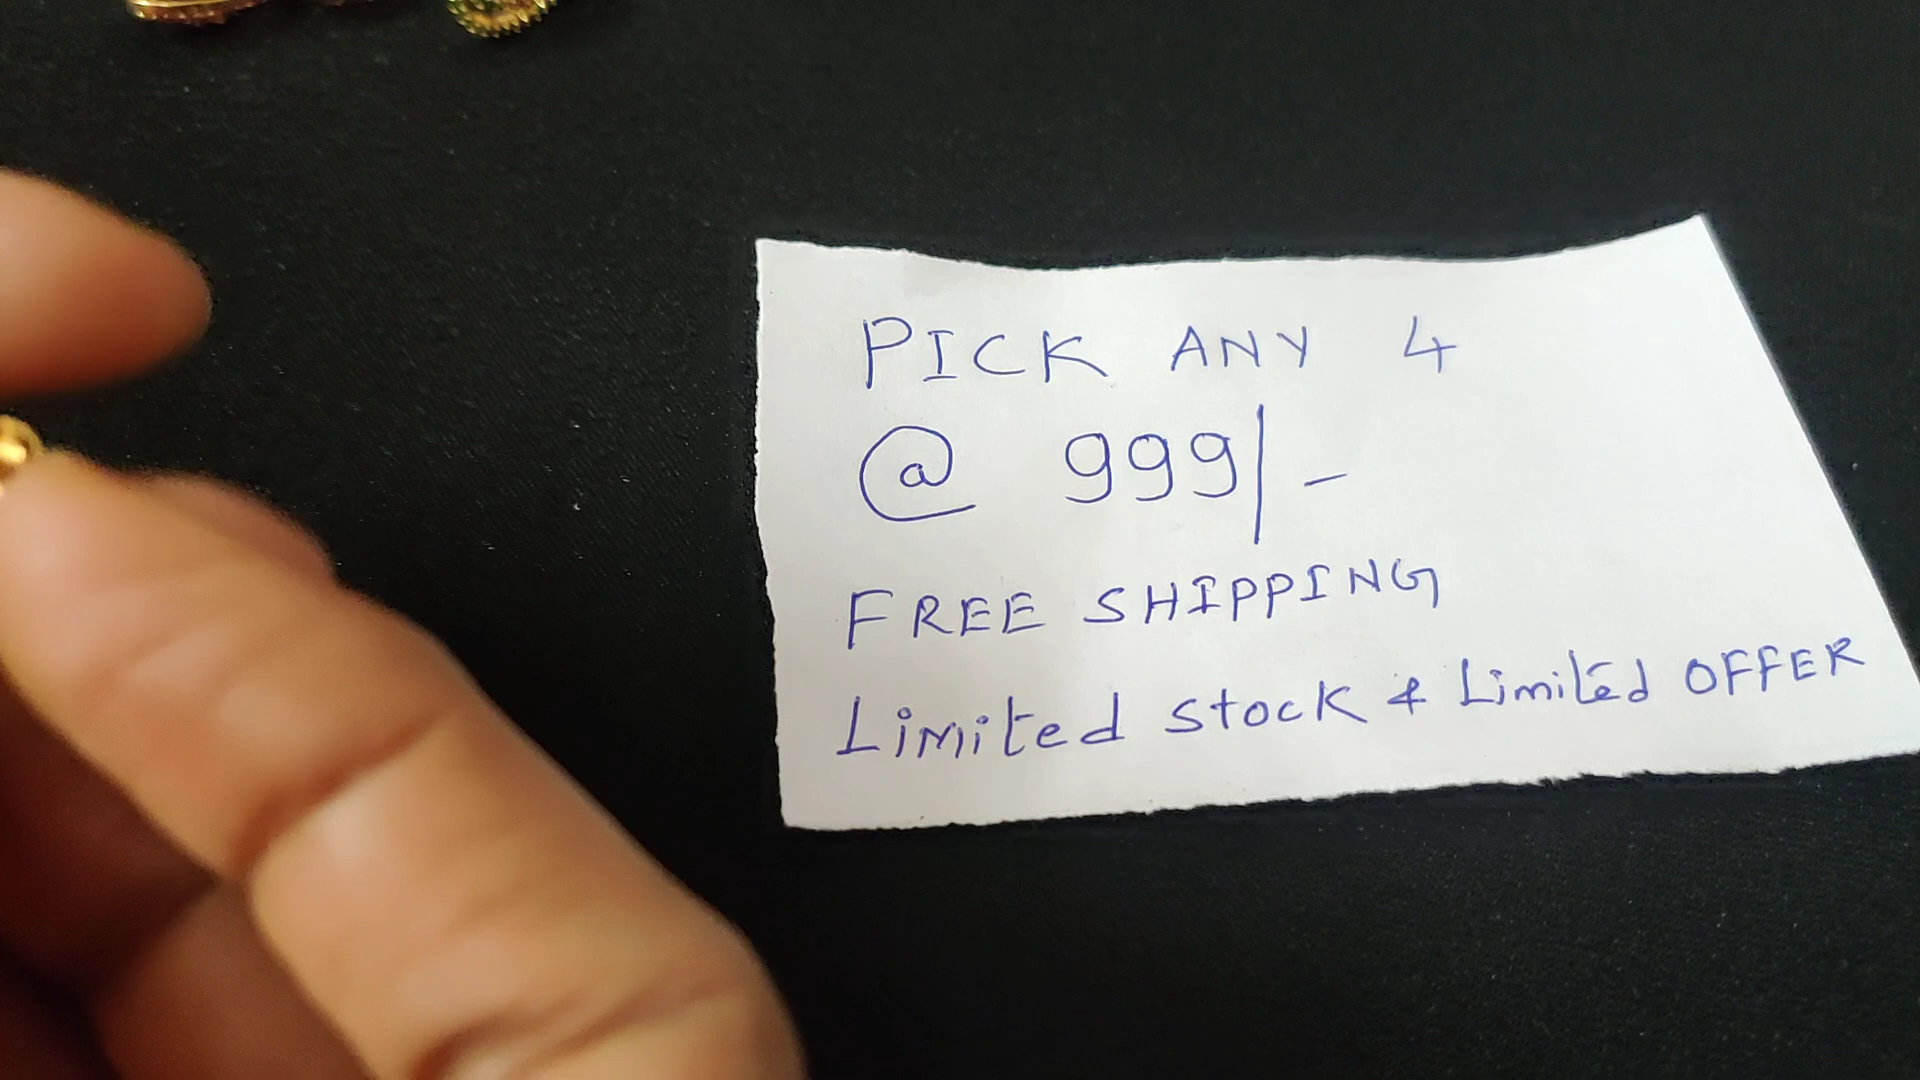 PICK ANY 4
@ 999/-
FREE SHIPPING
Limited stock & Limited OFFER